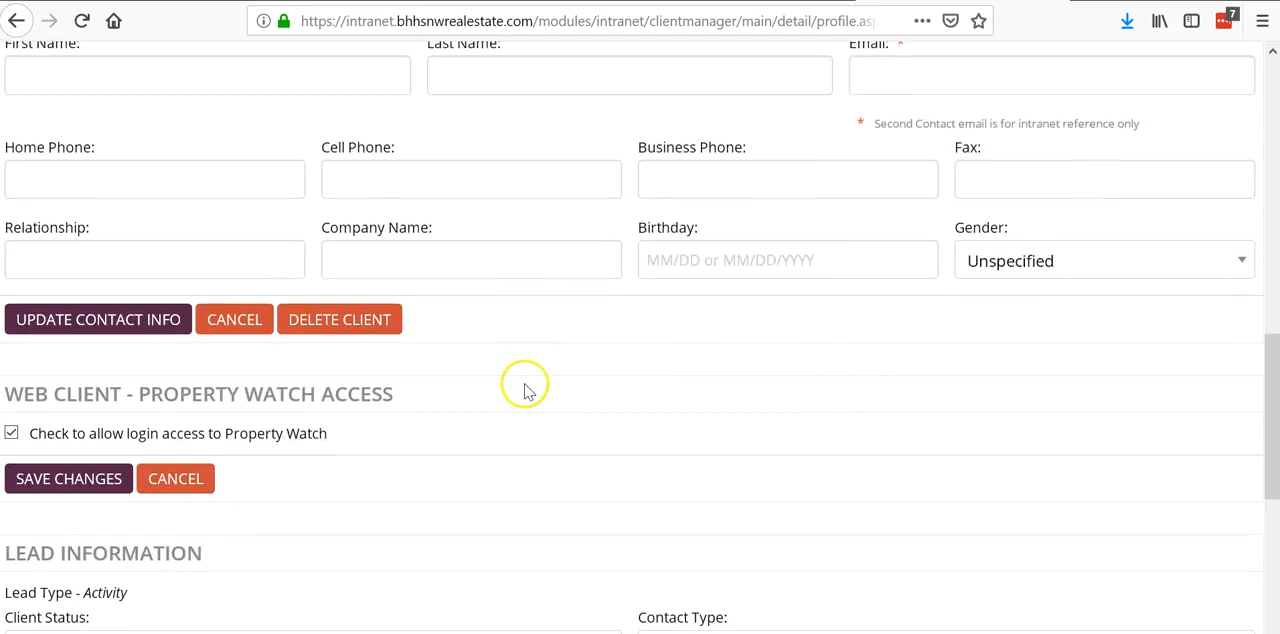 https://intranet.bhhsnwrealestate.com/modules/intranet/clientmanager/main/detail/profile.asp
7
First Name:
Last Name:
Email: *
* Second Contact email is for intranet reference only
Home Phone:
Cell Phone:
Business Phone:
Fax:
Relationship:
Company Name:
Birthday:
Gender:
MM/DD or MM/DD/YYYY
Unspecified
UPDATE CONTACT INFO
CANCEL
DELETE CLIENT
WEB CLIENT - PROPERTY WATCH ACCESS
Check to allow login access to Property Watch
SAVE CHANGES
CANCEL
LEAD INFORMATION
Lead Type - Activity
Client Status:
Contact Type: